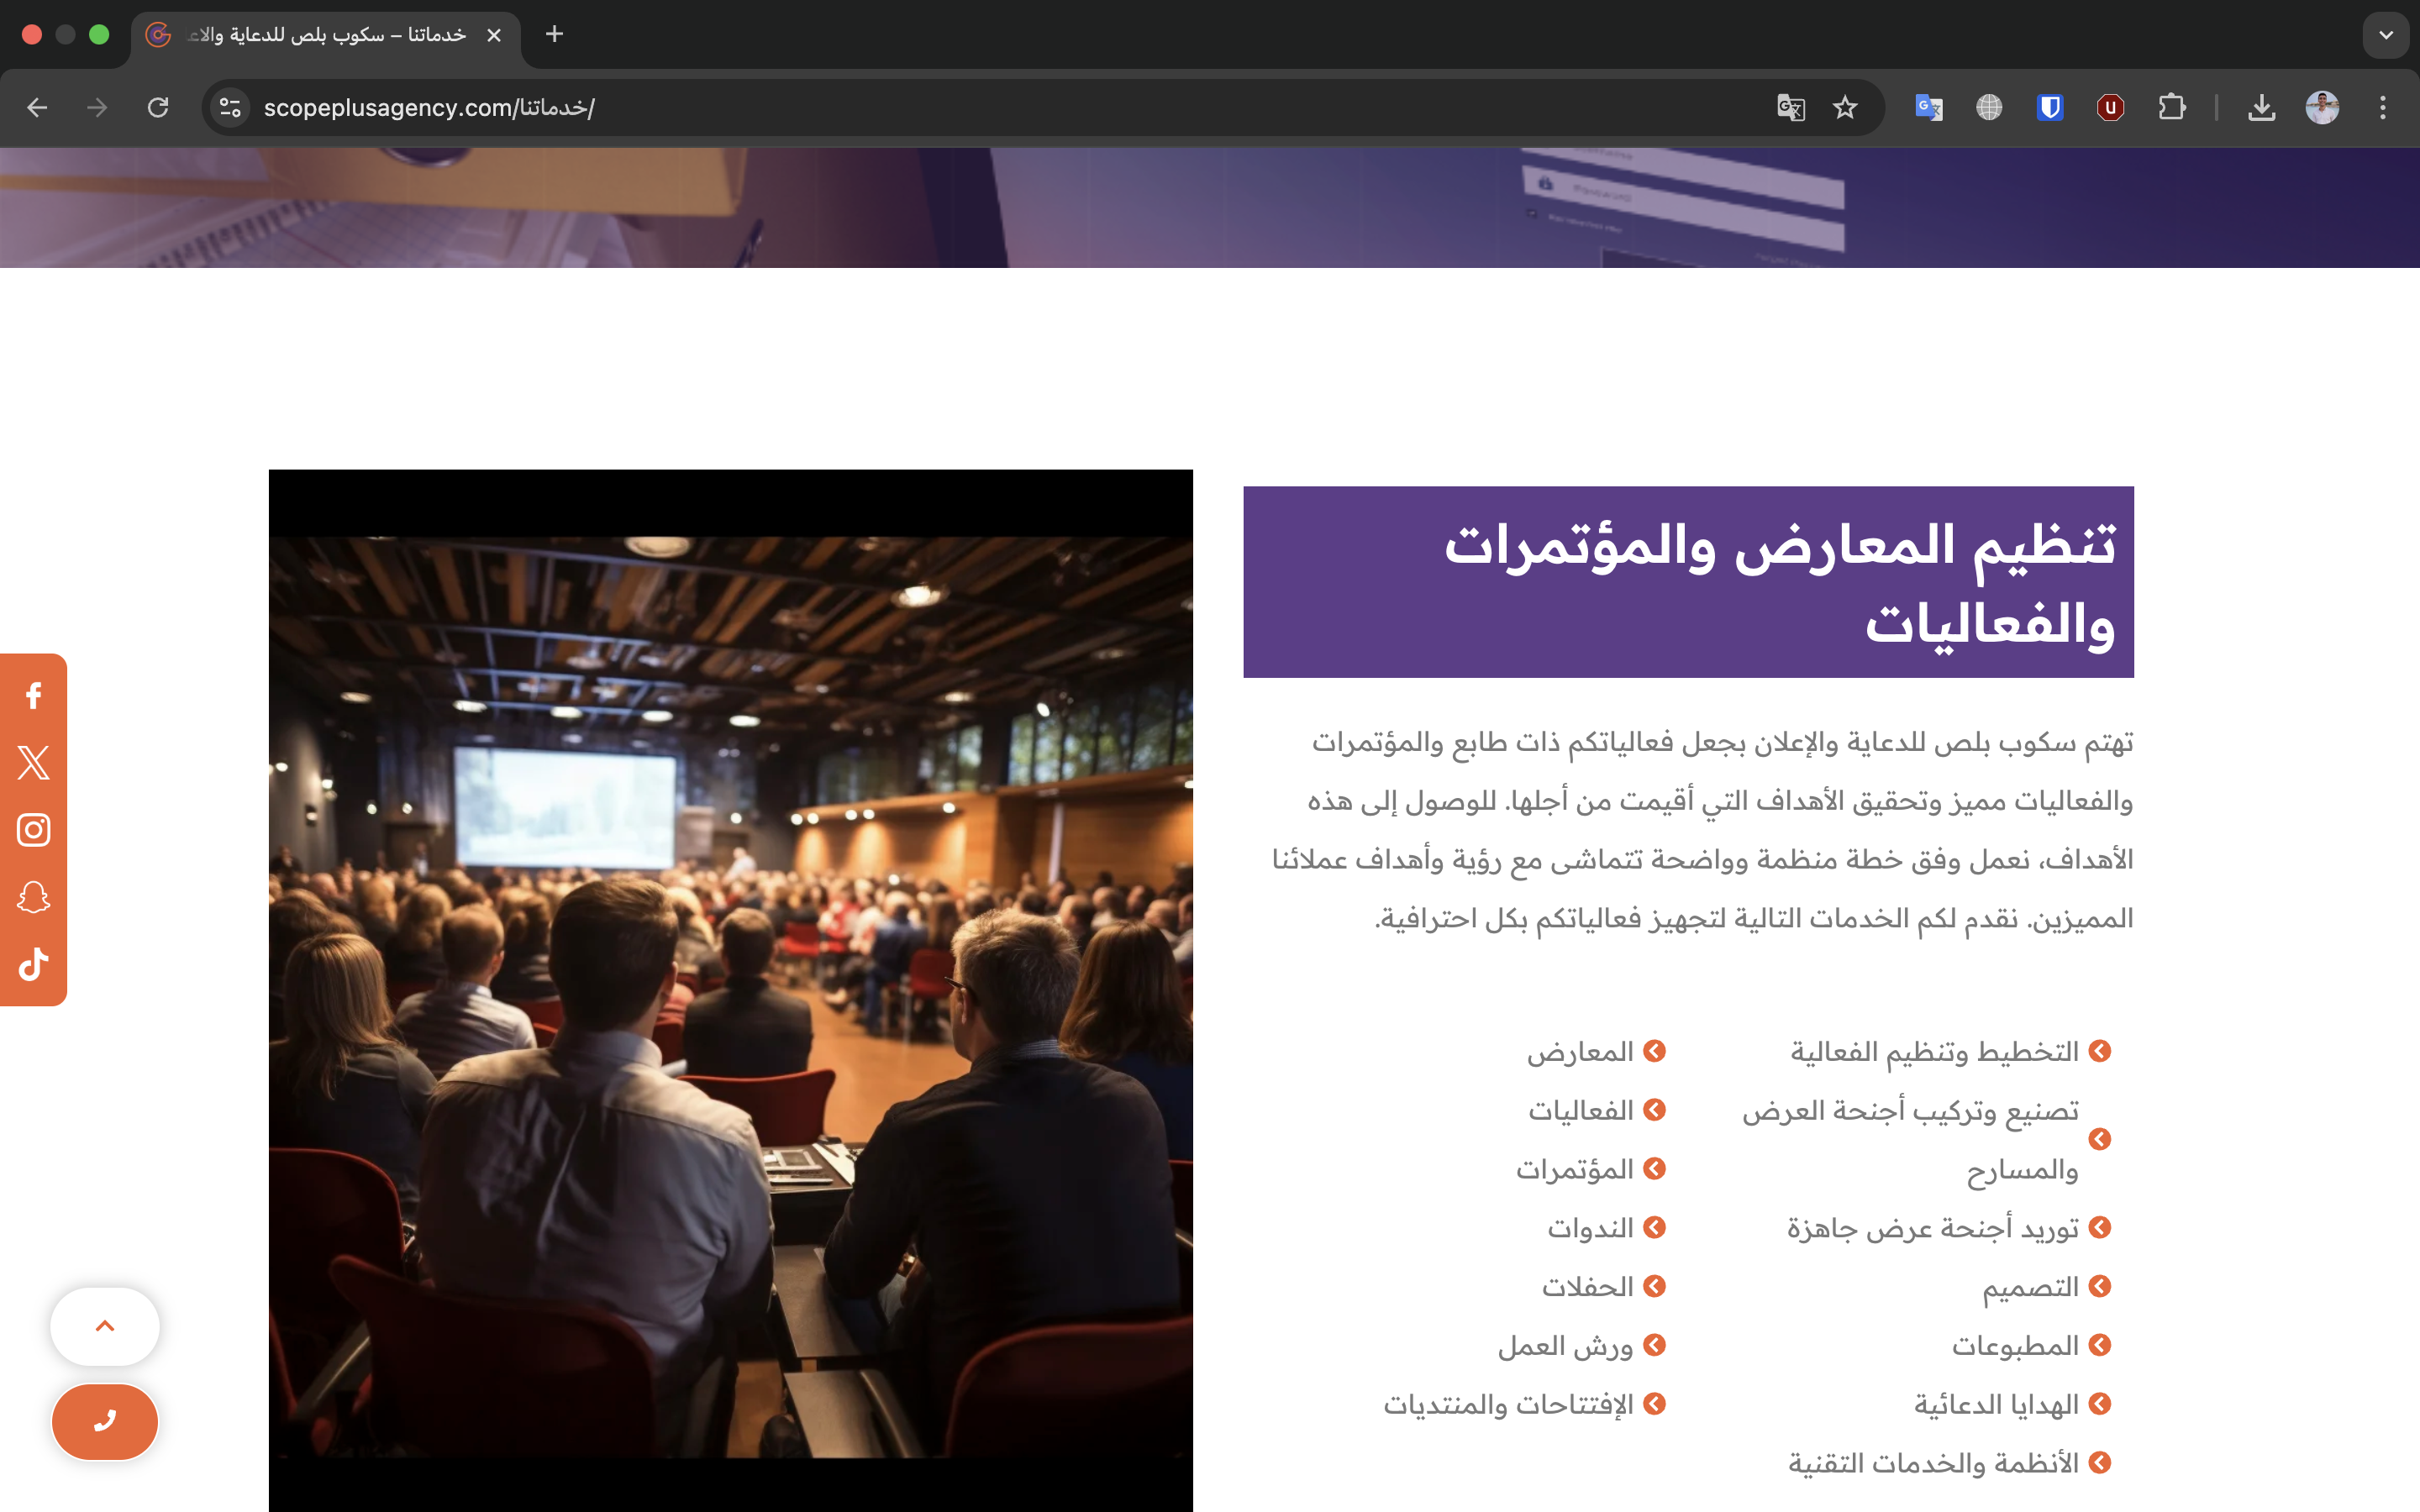 خدماتنا – سكوب بلص للدعاية والاع
scopeplusagency.com/خدماتنا/
تنظيم المعارض والمؤتمرات
والفعاليات
تهتم سكوب بلص للدعاية والإعلان بجعل فعالياتكم ذات طابع والمؤتمرات
والفعاليات مميز وتحقيق الأهداف التي أقيمت من أجلها. للوصول إلى هذه
الأهداف، نعمل وفق خطة منظمة وواضحة تتماشى مع رؤية وأهداف عملائنا
المميزين. نقدم لكم الخدمات التالية لتجهيز فعالياتكم بكل احترافية.
التخطيط وتنظيم الفعالية
تصنيع وتركيب أجنحة العرض
والمسارح
توريد أجنحة عرض جاهزة
التصميم
المطبوعات
الهدايا الدعائية
الأنظمة والخدمات التقنية
المعارض
الفعاليات
المؤتمرات
الندوات
الحفلات
ورش العمل
الإفتتاحات والمنتديات